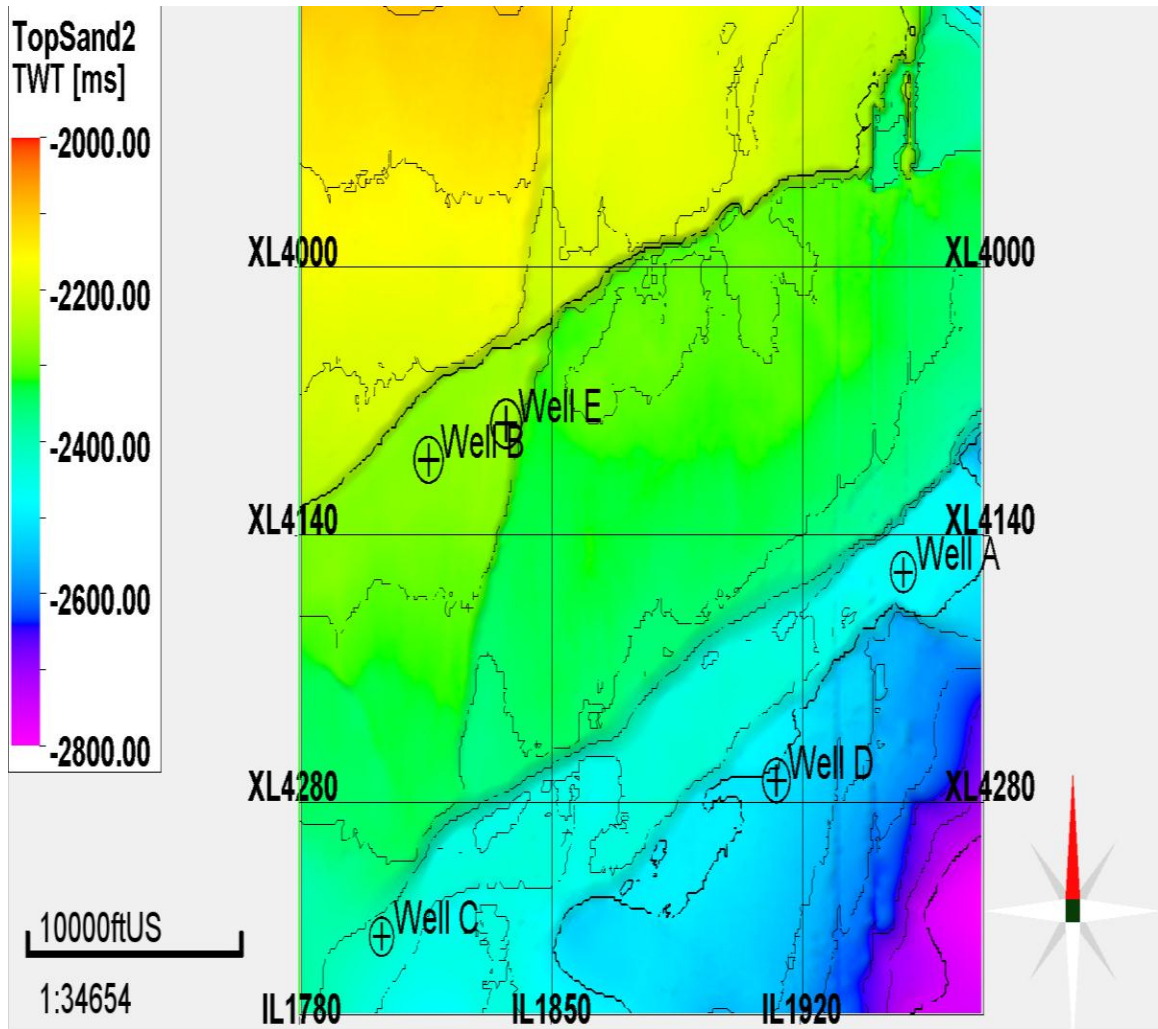 TopSand2
TWT [ms]
-2000.00
-2200.00
-2400.00
-2600.00
-2800.00
XL4000
XL4000
Well E
Well B
XL4140
XL4140
Well A
Well D
XL4280
XL4280
Well C
10000ftUS
1:34654
IL1780
IL1850
IL1920